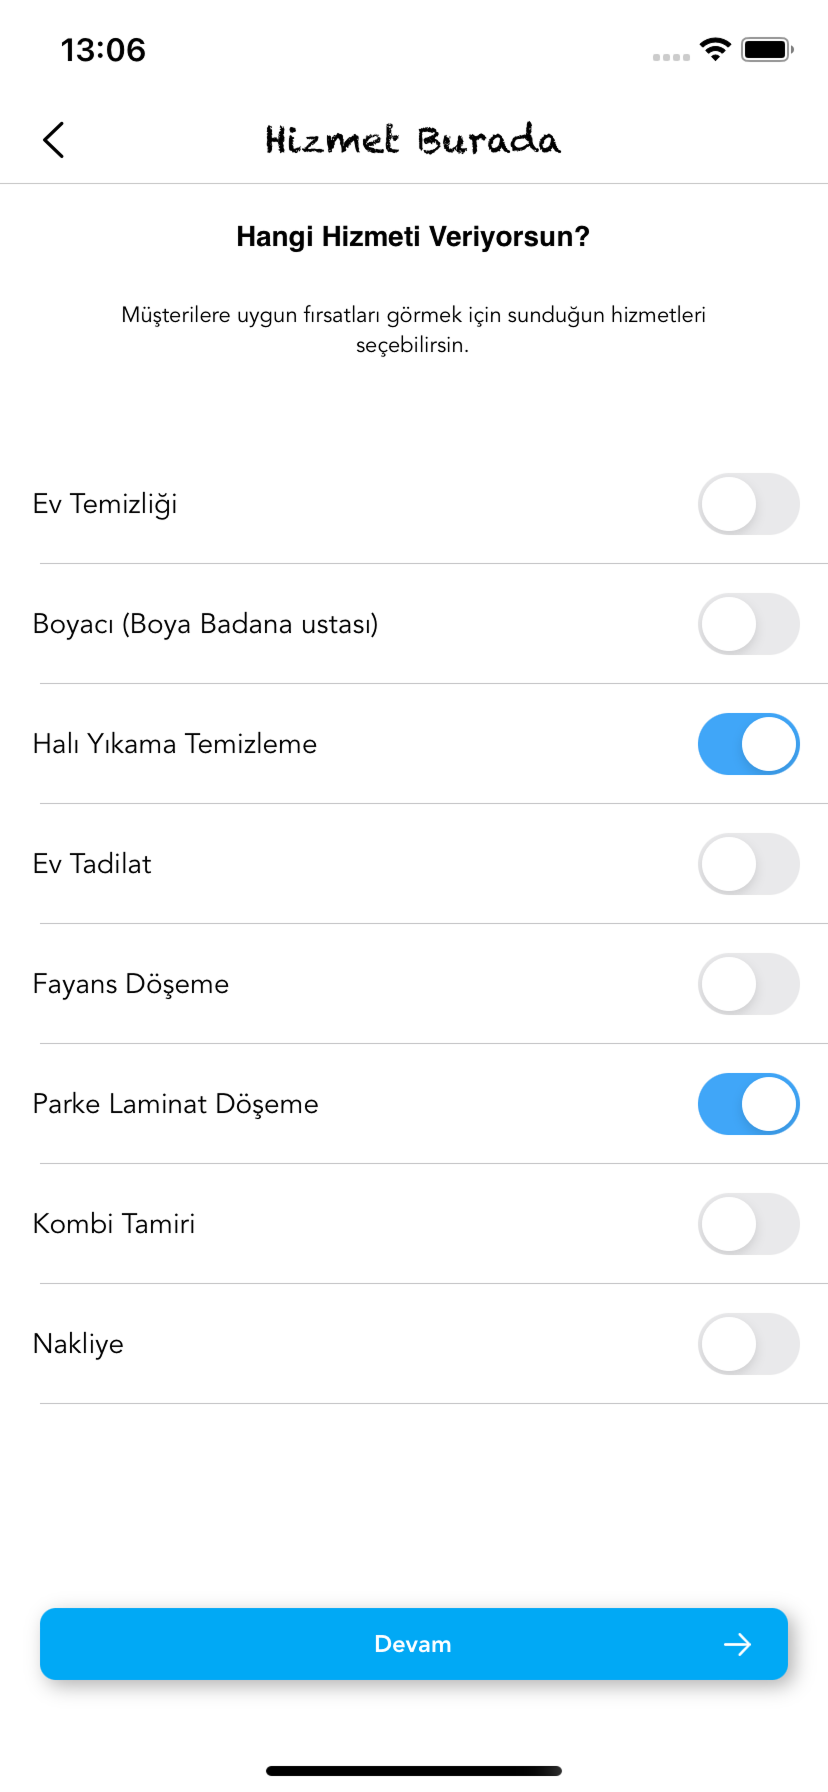 13:06
Hizmet Burada
Hangi Hizmeti Veriyorsun?
Müşterilere uygun fırsatları görmek için sunduğun hizmetleri
seçebilirsin.
Ev Temizliği
Boyacı (Boya Badana ustası)
Halı Yıkama Temizleme
Ev Tadilat
Fayans Döşeme
Parke Laminat Döşeme
Kombi Tamiri
Nakliye
Devam